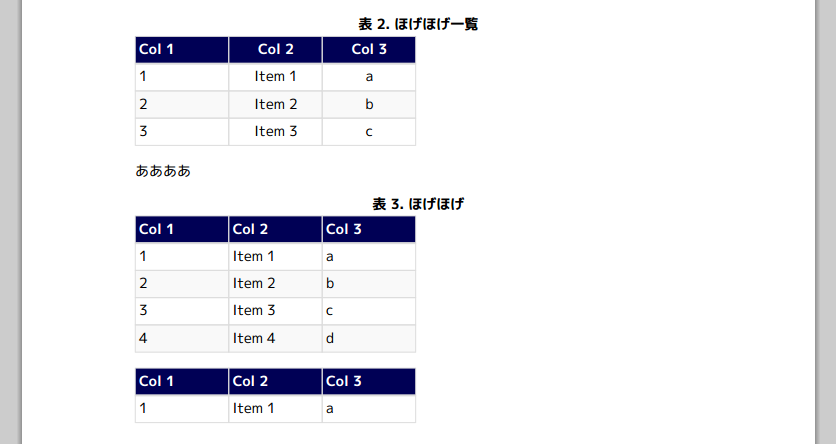 表 2. ほげほげ一覧
Col 1 Col 2 Col 3
1 Item 1 a
2 Item 2 b
3 Item 3 c
ああああ
表 3. ほげほげ
Col 1 Col 2 Col 3
1 Item 1 a
2 Item 2 b
3 Item 3 c
4 Item 4 d
Col 1 Col 2 Col 3
1 Item 1 a